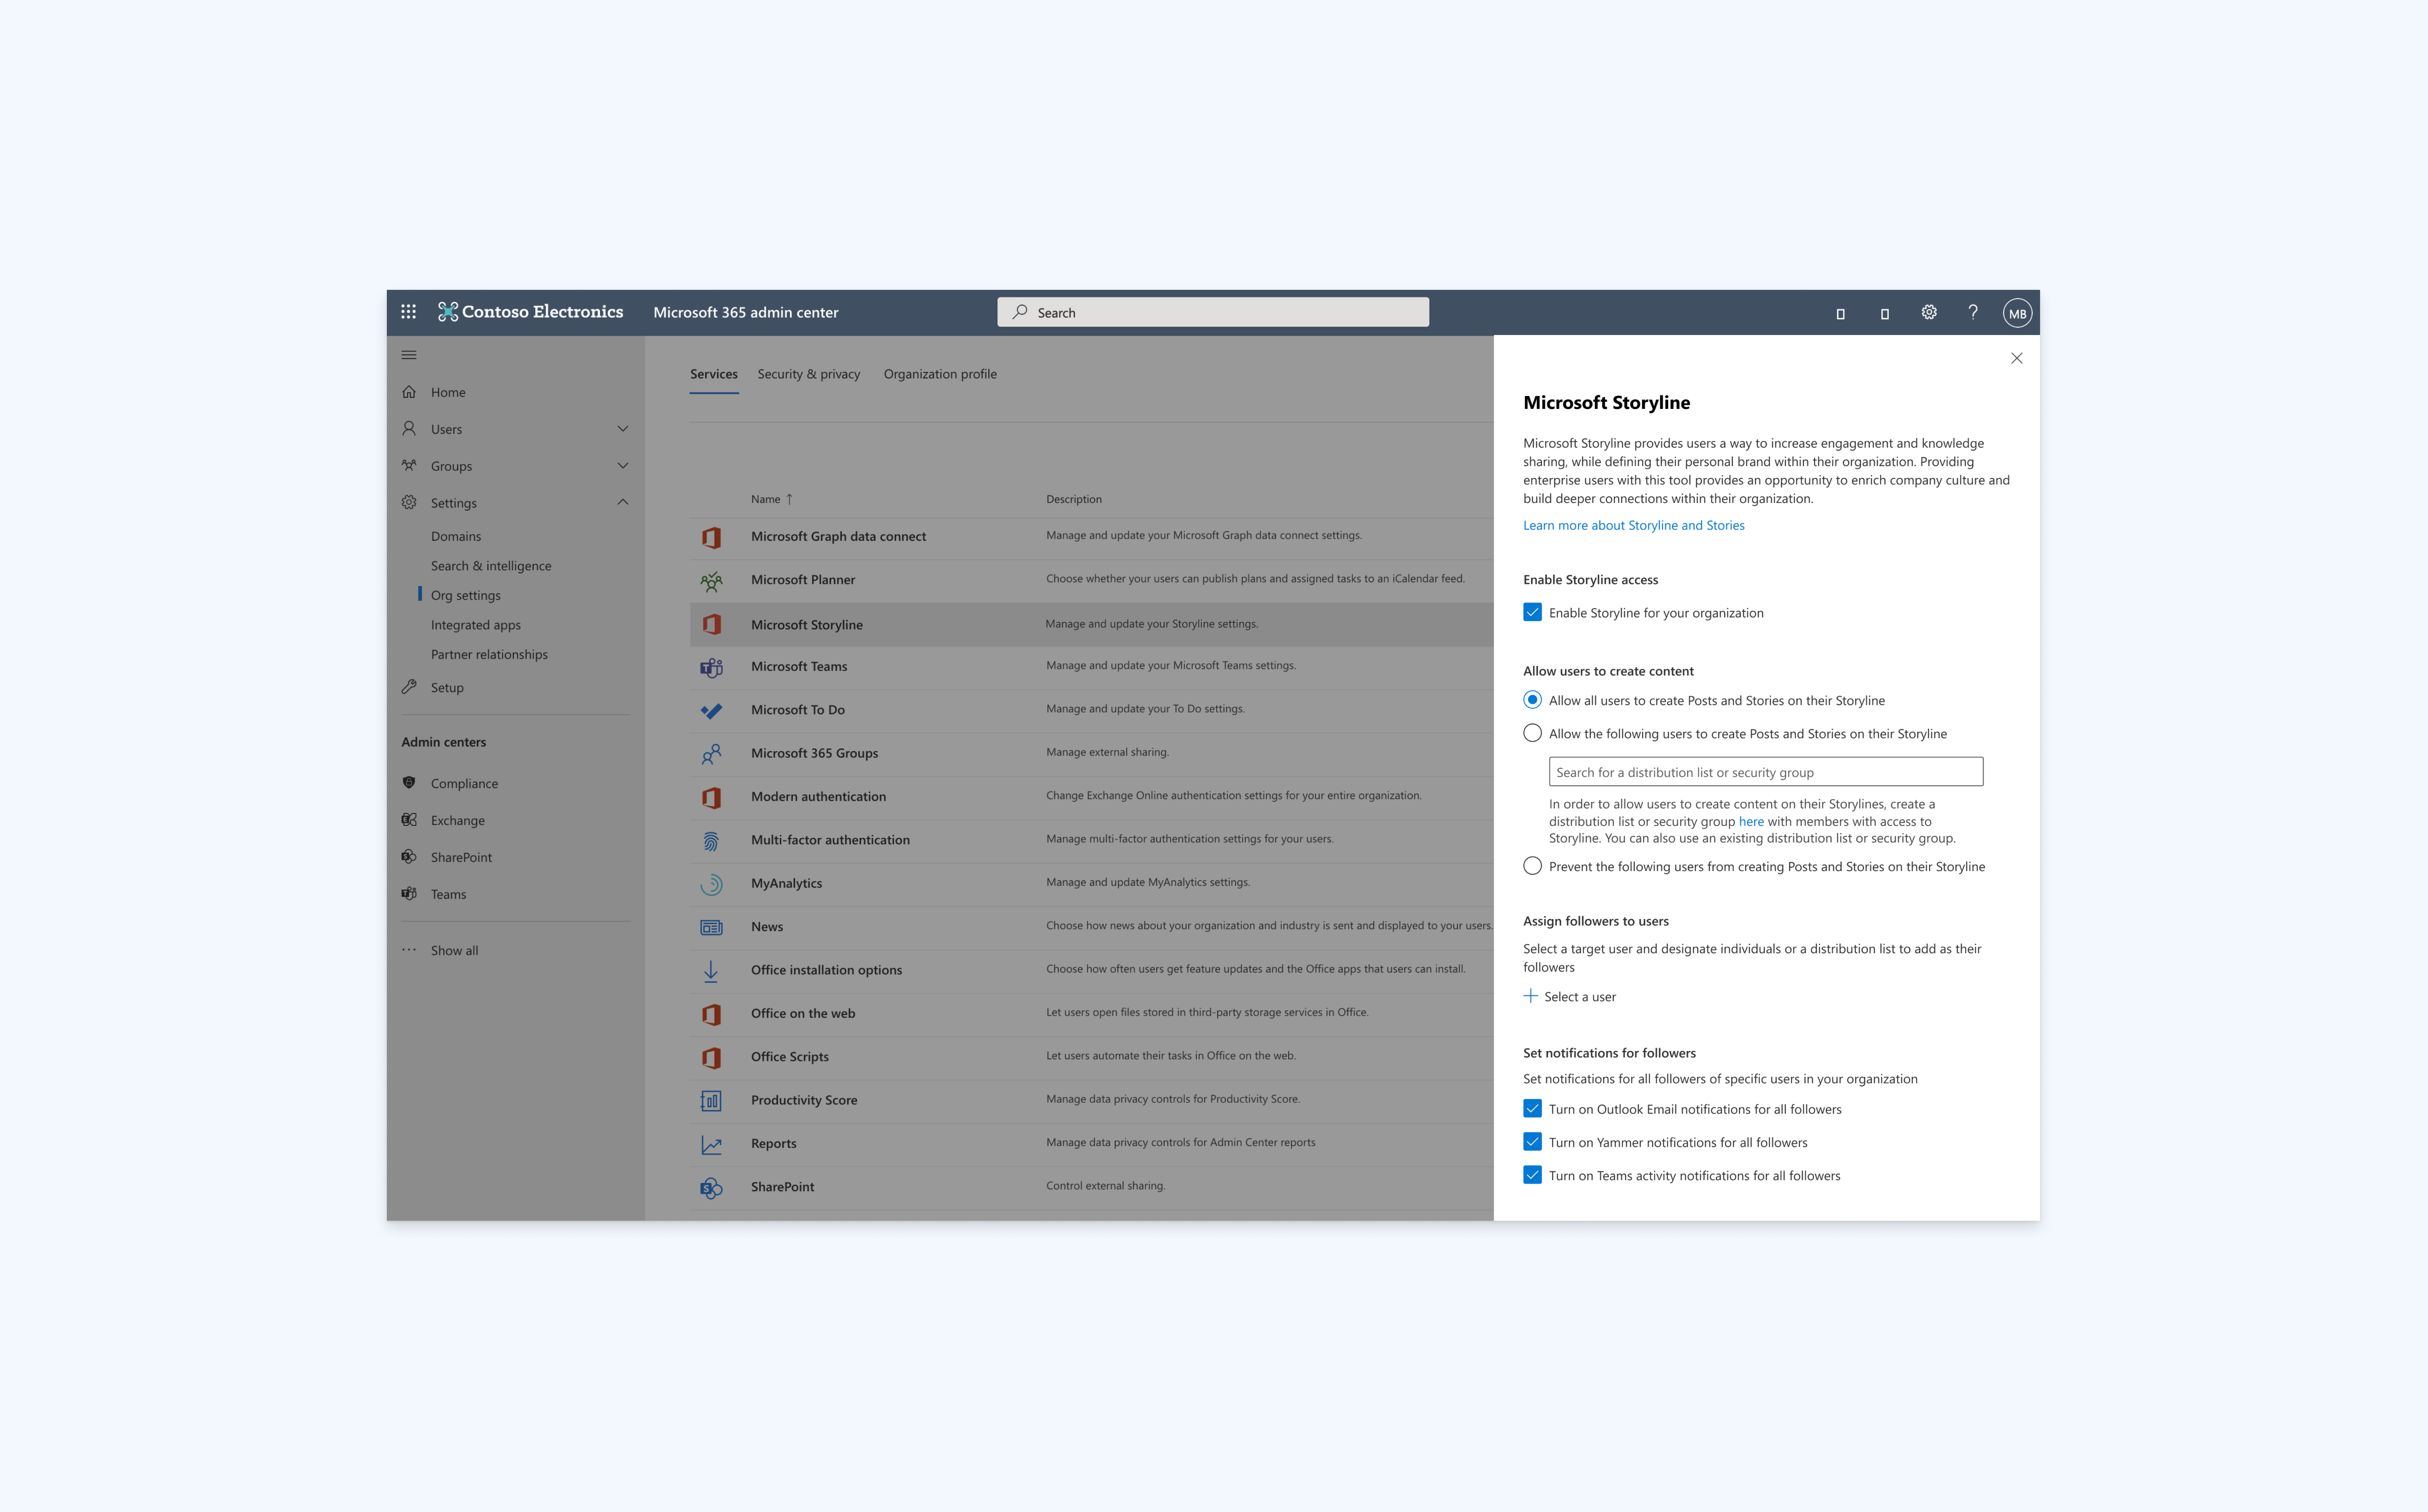 Contoso Electronics
Microsoft 365 admin center
Search
?
MB
Home
Users
Groups
Settings
Domains
Search & intelligence
Org settings
Integrated apps
Partner relationships
Setup
Admin centers
Compliance
Exchange
SharePoint
Teams
Show all
Services Security & privacy Organization profile
Name ↑ Description
Microsoft Graph data connect Manage and update your Microsoft Graph data connect settings.
Microsoft Planner Choose whether your users can publish plans and assigned tasks to an iCalendar feed.
Microsoft Storyline Manage and update your Storyline settings.
Microsoft Teams Manage and update your Microsoft Teams settings.
Microsoft To Do Manage and update your To Do settings.
Microsoft 365 Groups Manage external sharing.
Modern authentication Change Exchange Online authentication settings for your entire organization.
Multi-factor authentication Manage multi-factor authentication settings for your users.
MyAnalytics Manage and update MyAnalytics settings.
News Choose how news about your organization and industry is sent and displayed to your users.
Office installation options Choose how often users get feature updates and the Office apps that users can install.
Office on the web Let users open files stored in third-party storage services in Office.
Office Scripts Let users automate their tasks in Office on the web.
Productivity Score Manage data privacy controls for Productivity Score.
Reports Manage data privacy controls for Admin Center reports
SharePoint Control external sharing.
Microsoft Storyline
Microsoft Storyline provides users a way to increase engagement and knowledge
sharing, while defining their personal brand within their organization. Providing
enterprise users with this tool provides an opportunity to enrich company culture and
build deeper connections within their organization.
Learn more about Storyline and Stories
Enable Storyline access
Enable Storyline for your organization
Allow users to create content
Allow all users to create Posts and Stories on their Storyline
Allow the following users to create Posts and Stories on their Storyline
Search for a distribution list or security group
In order to allow users to create content on their Storylines, create a
distribution list or security group here with members with access to
Storyline. You can also use an existing distribution list or security group.
Prevent the following users from creating Posts and Stories on their Storyline
Assign followers to users
Select a target user and designate individuals or a distribution list to add as their
followers
Select a user
Set notifications for followers
Set notifications for all followers of specific users in your organization
Turn on Outlook Email notifications for all followers
Turn on Yammer notifications for all followers
Turn on Teams activity notifications for all followers